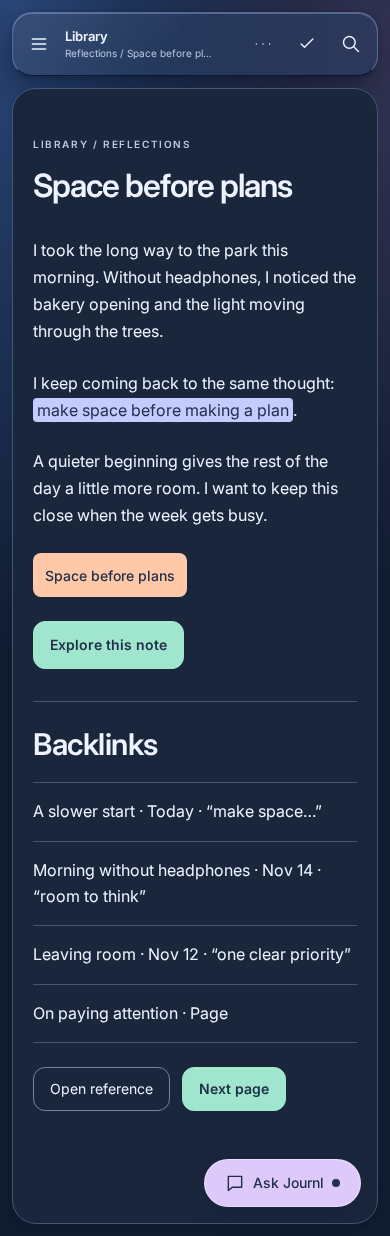 Library
Reflections / Space before pl...
LIBRARY / REFLECTIONS
Space before plans
I took the long way to the park this
morning. Without headphones, I noticed the
bakery opening and the light moving
through the trees.
I keep coming back to the same thought:
make space before making a plan.
A quieter beginning gives the rest of the
day a little more room. I want to keep this
close when the week gets busy.
Space before plans
Explore this note
Backlinks
A slower start · Today · “make space…”
Morning without headphones · Nov 14 ·
“room to think”
Leaving room · Nov 12 · “one clear priority”
On paying attention · Page
Open reference
Next page
Ask Journl